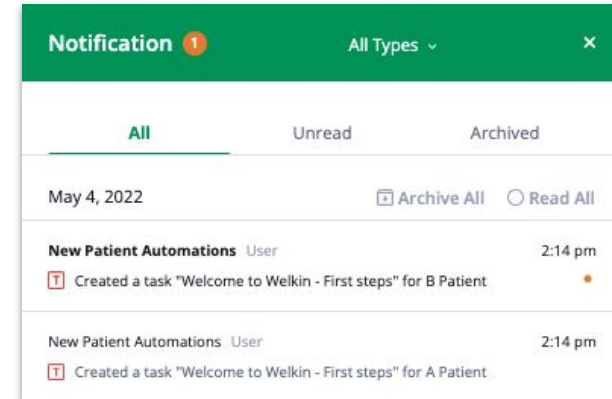 Notification 1 All Types
All Unread Archived
May 4, 2022 Archive All Read All
New Patient Automations User 2:14 pm
T Created a task "Welcome to Welkin - First steps" for B Patient
New Patient Automations User 2:14 pm
T Created a task "Welcome to Welkin - First steps" for A Patient